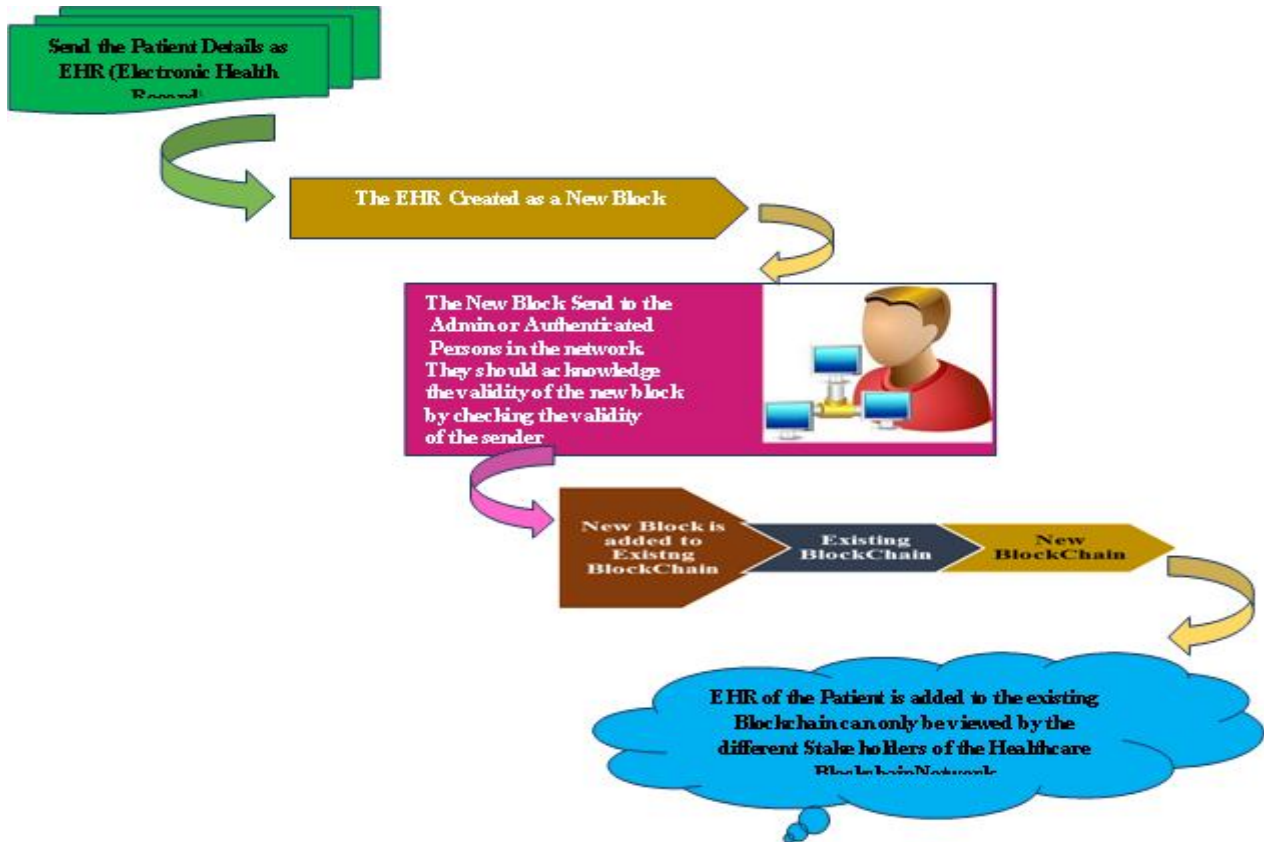 Send the Patient Details as
EHR (Electronic Health
Record)
The EHR Created as a New Block
The New Block Send to the
Admin or Authenticated
Persons in the network.
They should acknowledge
the validity of the new block
by checking the validity
of the sender
New Block is
added to
Existng
BlockChain
Existing
BlockChain
New
BlockChain
EHR of the Patient is added to the existing
Blockchain can only be viewed by the
different Stake holders of the Healthcare
Blockchain Network